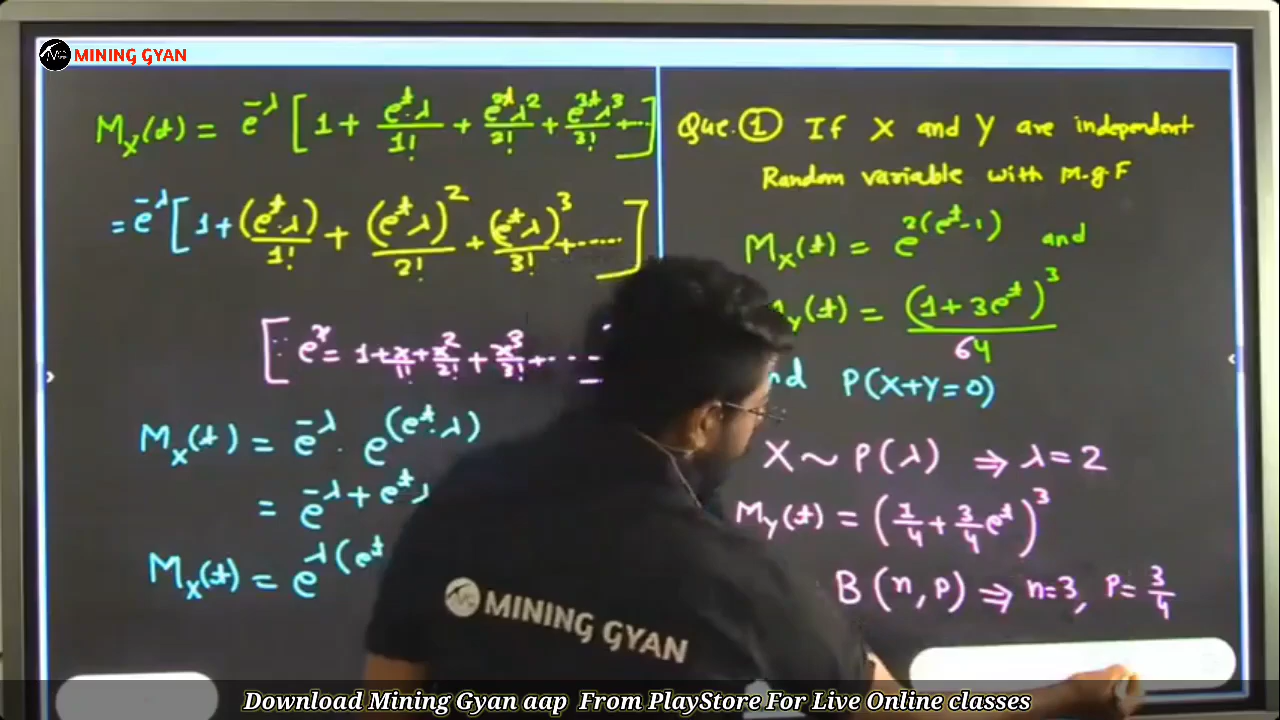 MINING GYAN
Mx(t) = e^-λ [1 + e^t·λ/1! + e^2t λ^2/2! + e^3t λ^3/3! + ....]
= e^-λ [1 + (e^t·λ)/1! + (e^t·λ)^2/2! + (e^t·λ)^3/3! + ......]
[∵ e^x = 1 + x/1! + x^2/2! + x^3/3! + - - - -
Mx(t) = e^-λ · e^(e^t·λ)
= e^-λ + e^t λ
Mx(t) = e^λ(e^t
Que. ① If X and Y are independent
Random variable with M.g.F
Mx(t) = e^2(e^t-1) and
y(t) = (1+3e^t)^3/64
nd P(X+Y=0)
X ~ P(λ) ⇒ λ = 2
My(t) = (1/4 + 3/4 e^t)^3
B(n, p) ⇒ n=3, P= 3/4
MINING GYAN
Download Mining Gyan aap From PlayStore For Live Online classes